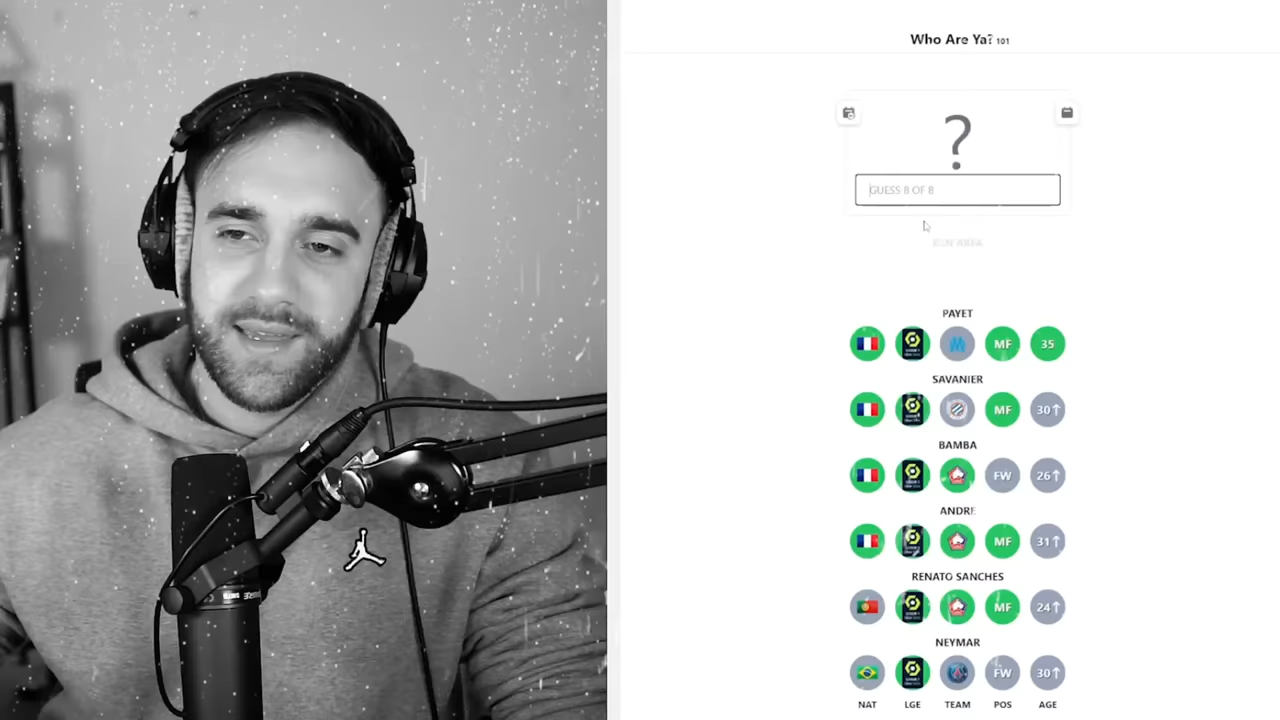 Who Are Ya? 101
GUESS 8 OF 8
PAYET
MF 35
SAVANIER
MF 30↑
BAMBA
FW 26↑
ANDRE
MF 31↑
RENATO SANCHES
MF 24↑
NEYMAR
FW 30↑
NAT LGE TEAM POS AGE